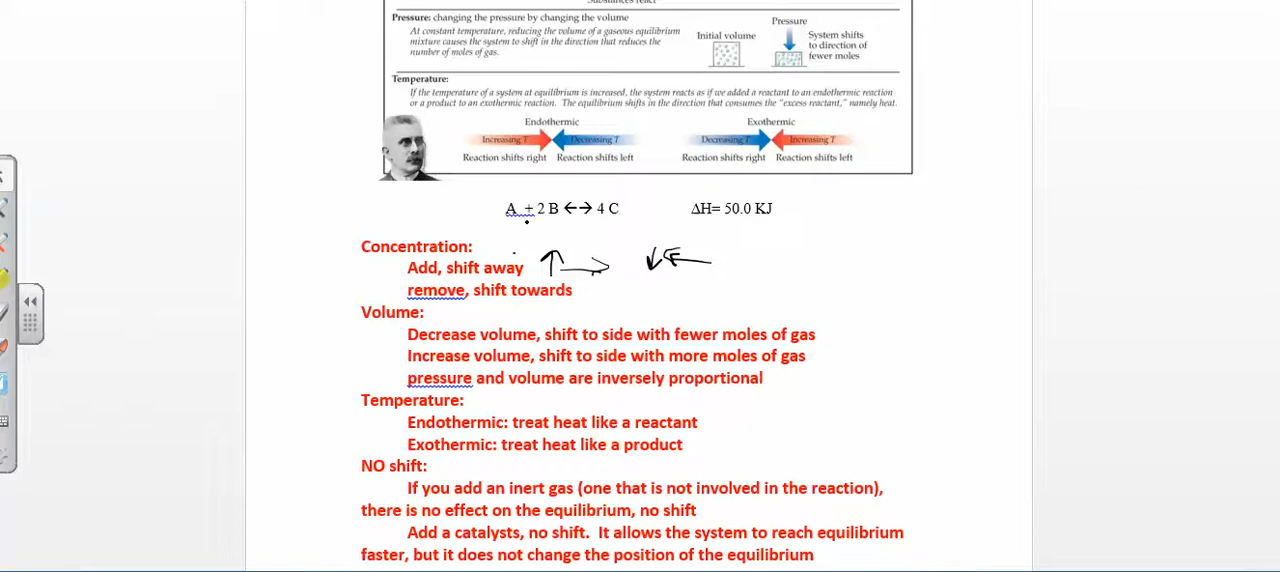 Substances react
Pressure: changing the pressure by changing the volume
At constant temperature, reducing the volume of a gaseous equilibrium
mixture causes the system to shift in the direction that reduces the
number of moles of gas.
Initial volume
Pressure
System shifts
to direction of
fewer moles
Temperature:
If the temperature of a system at equilibrium is increased, the system reacts as if we added a reactant to an endothermic reaction
or a product to an exothermic reaction. The equilibrium shifts in the direction that consumes the "excess reactant," namely heat.
Endothermic
Increasing T Decreasing T
Reaction shifts right Reaction shifts left
Exothermic
Decreasing T Increasing T
Reaction shifts right Reaction shifts left
A + 2 B ←→ 4 C ΔH= 50.0 KJ
Concentration:
Add, shift away ↑→ ↓←
remove, shift towards
Volume:
Decrease volume, shift to side with fewer moles of gas
Increase volume, shift to side with more moles of gas
pressure and volume are inversely proportional
Temperature:
Endothermic: treat heat like a reactant
Exothermic: treat heat like a product
NO shift:
If you add an inert gas (one that is not involved in the reaction),
there is no effect on the equilibrium, no shift
Add a catalysts, no shift. It allows the system to reach equilibrium
faster, but it does not change the position of the equilibrium